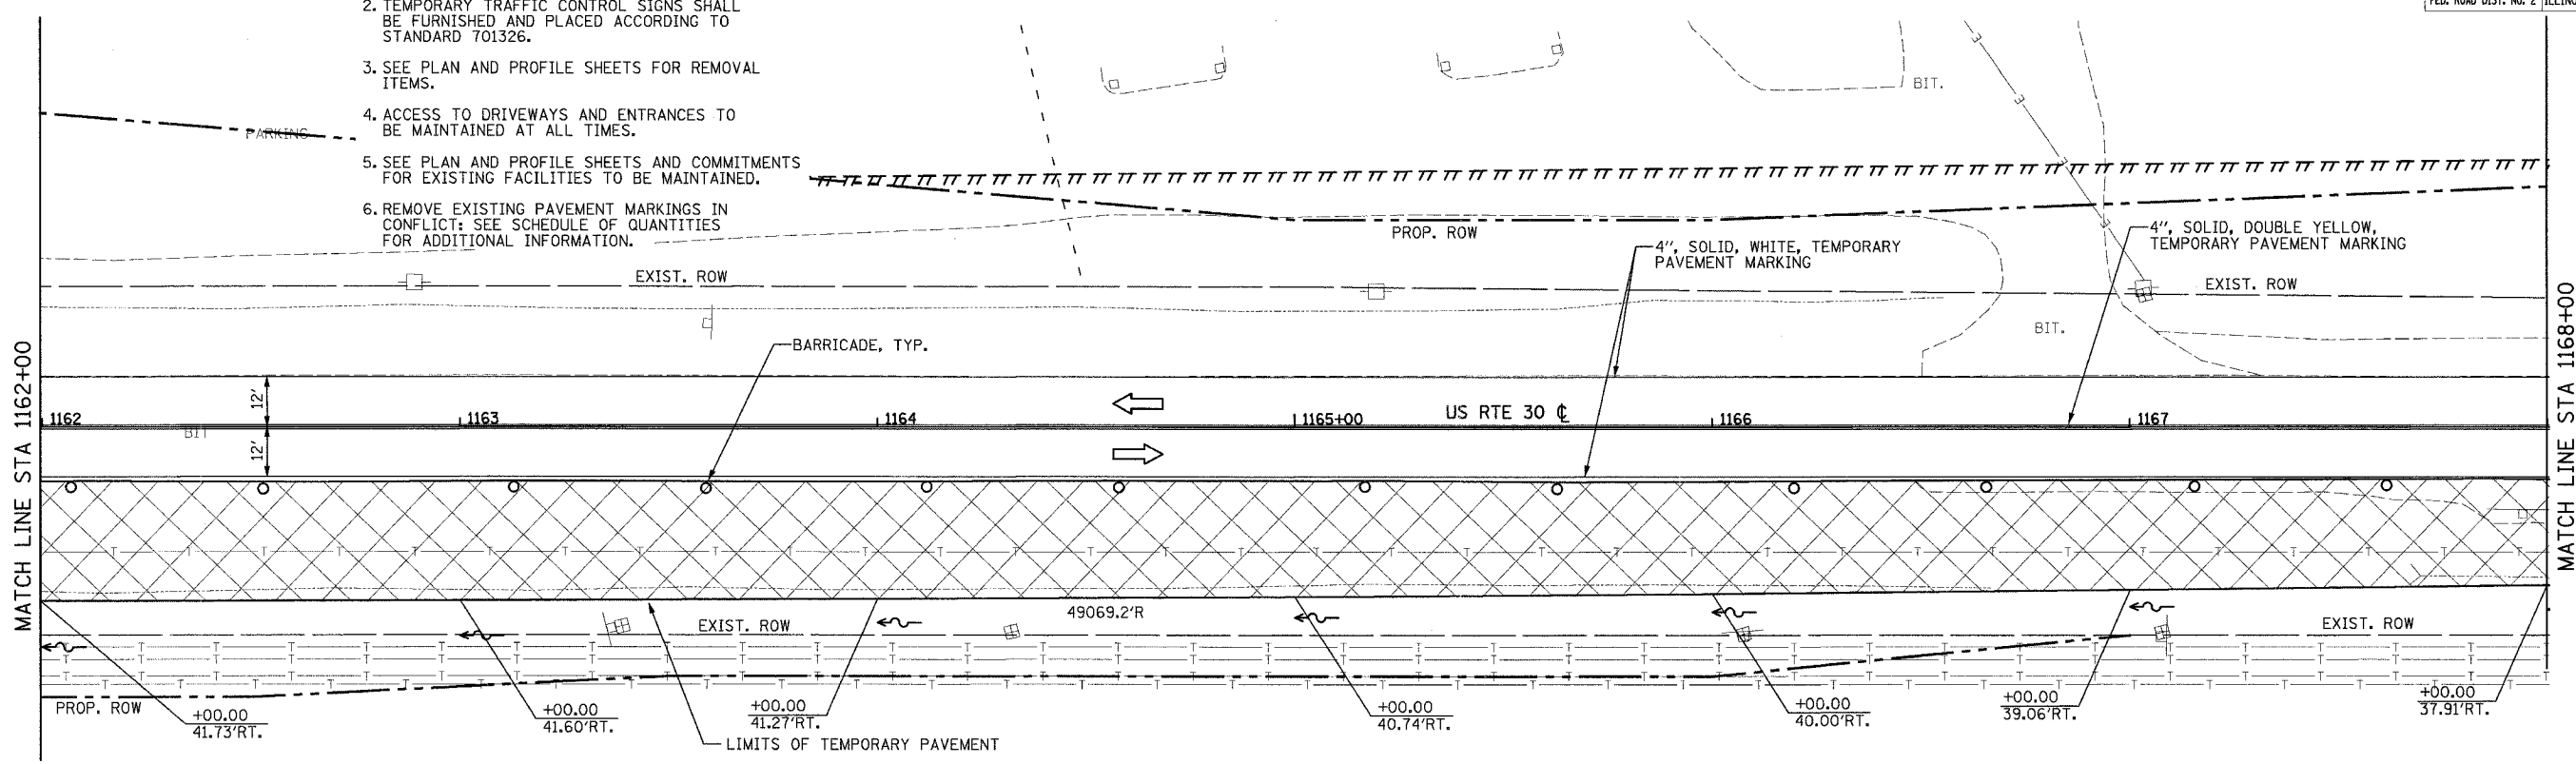 2. TEMPORARY TRAFFIC CONTROL SIGNS SHALL
BE FURNISHED AND PLACED ACCORDING TO
STANDARD 701326.
3. SEE PLAN AND PROFILE SHEETS FOR REMOVAL
ITEMS.
4. ACCESS TO DRIVEWAYS AND ENTRANCES TO
BE MAINTAINED AT ALL TIMES.
5. SEE PLAN AND PROFILE SHEETS AND COMMITMENTS
FOR EXISTING FACILITIES TO BE MAINTAINED.
6. REMOVE EXISTING PAVEMENT MARKINGS IN
CONFLICT: SEE SCHEDULE OF QUANTITIES
FOR ADDITIONAL INFORMATION.
FED. ROAD DIST. NO. 2
PARKING
BIT.
PROP. ROW
4", SOLID, WHITE, TEMPORARY
PAVEMENT MARKING
4", SOLID, DOUBLE YELLOW,
TEMPORARY PAVEMENT MARKING
EXIST. ROW
EXIST. ROW
BIT.
BARRICADE, TYP.
MATCH LINE STA 1162+00
MATCH LINE STA 1168+00
12'
12'
1162
BIT
1163
1164
1165+00
US RTE 30 ℄
1166
1167
49069.2'R
EXIST. ROW
EXIST. ROW
PROP. ROW
+00.00
41.73'RT.
+00.00
41.60'RT.
+00.00
41.27'RT.
+00.00
40.74'RT.
+00.00
40.00'RT.
+00.00
39.06'RT.
+00.00
37.91'RT.
LIMITS OF TEMPORARY PAVEMENT